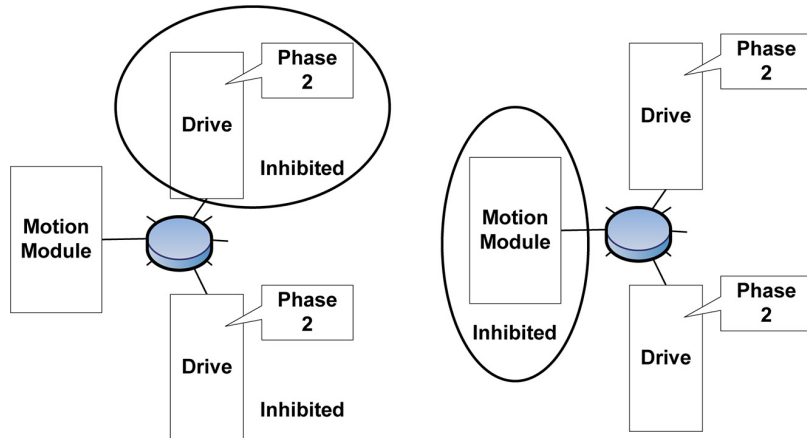 Phase
2
Drive
Inhibited
Motion
Module
Phase
2
Drive
Inhibited
Phase
2
Drive
Motion
Module
Inhibited
Phase
2
Drive